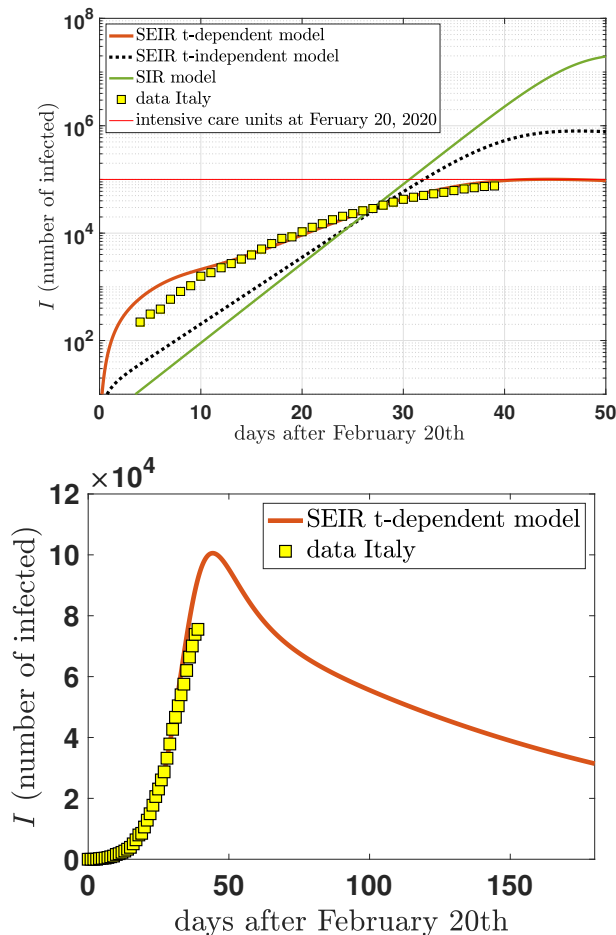 10^8
SEIR t-dependent model
SEIR t-independent model
SIR model
data Italy
intensive care units at Feruary 20, 2020
10^6
10^4
10^2
I (number of infected)
0 10 20 30 40 50
days after February 20th
×10^4
12
10
8
6
4
2
0
SEIR t-dependent model
data Italy
I (number of infected)
0 50 100 150
days after February 20th